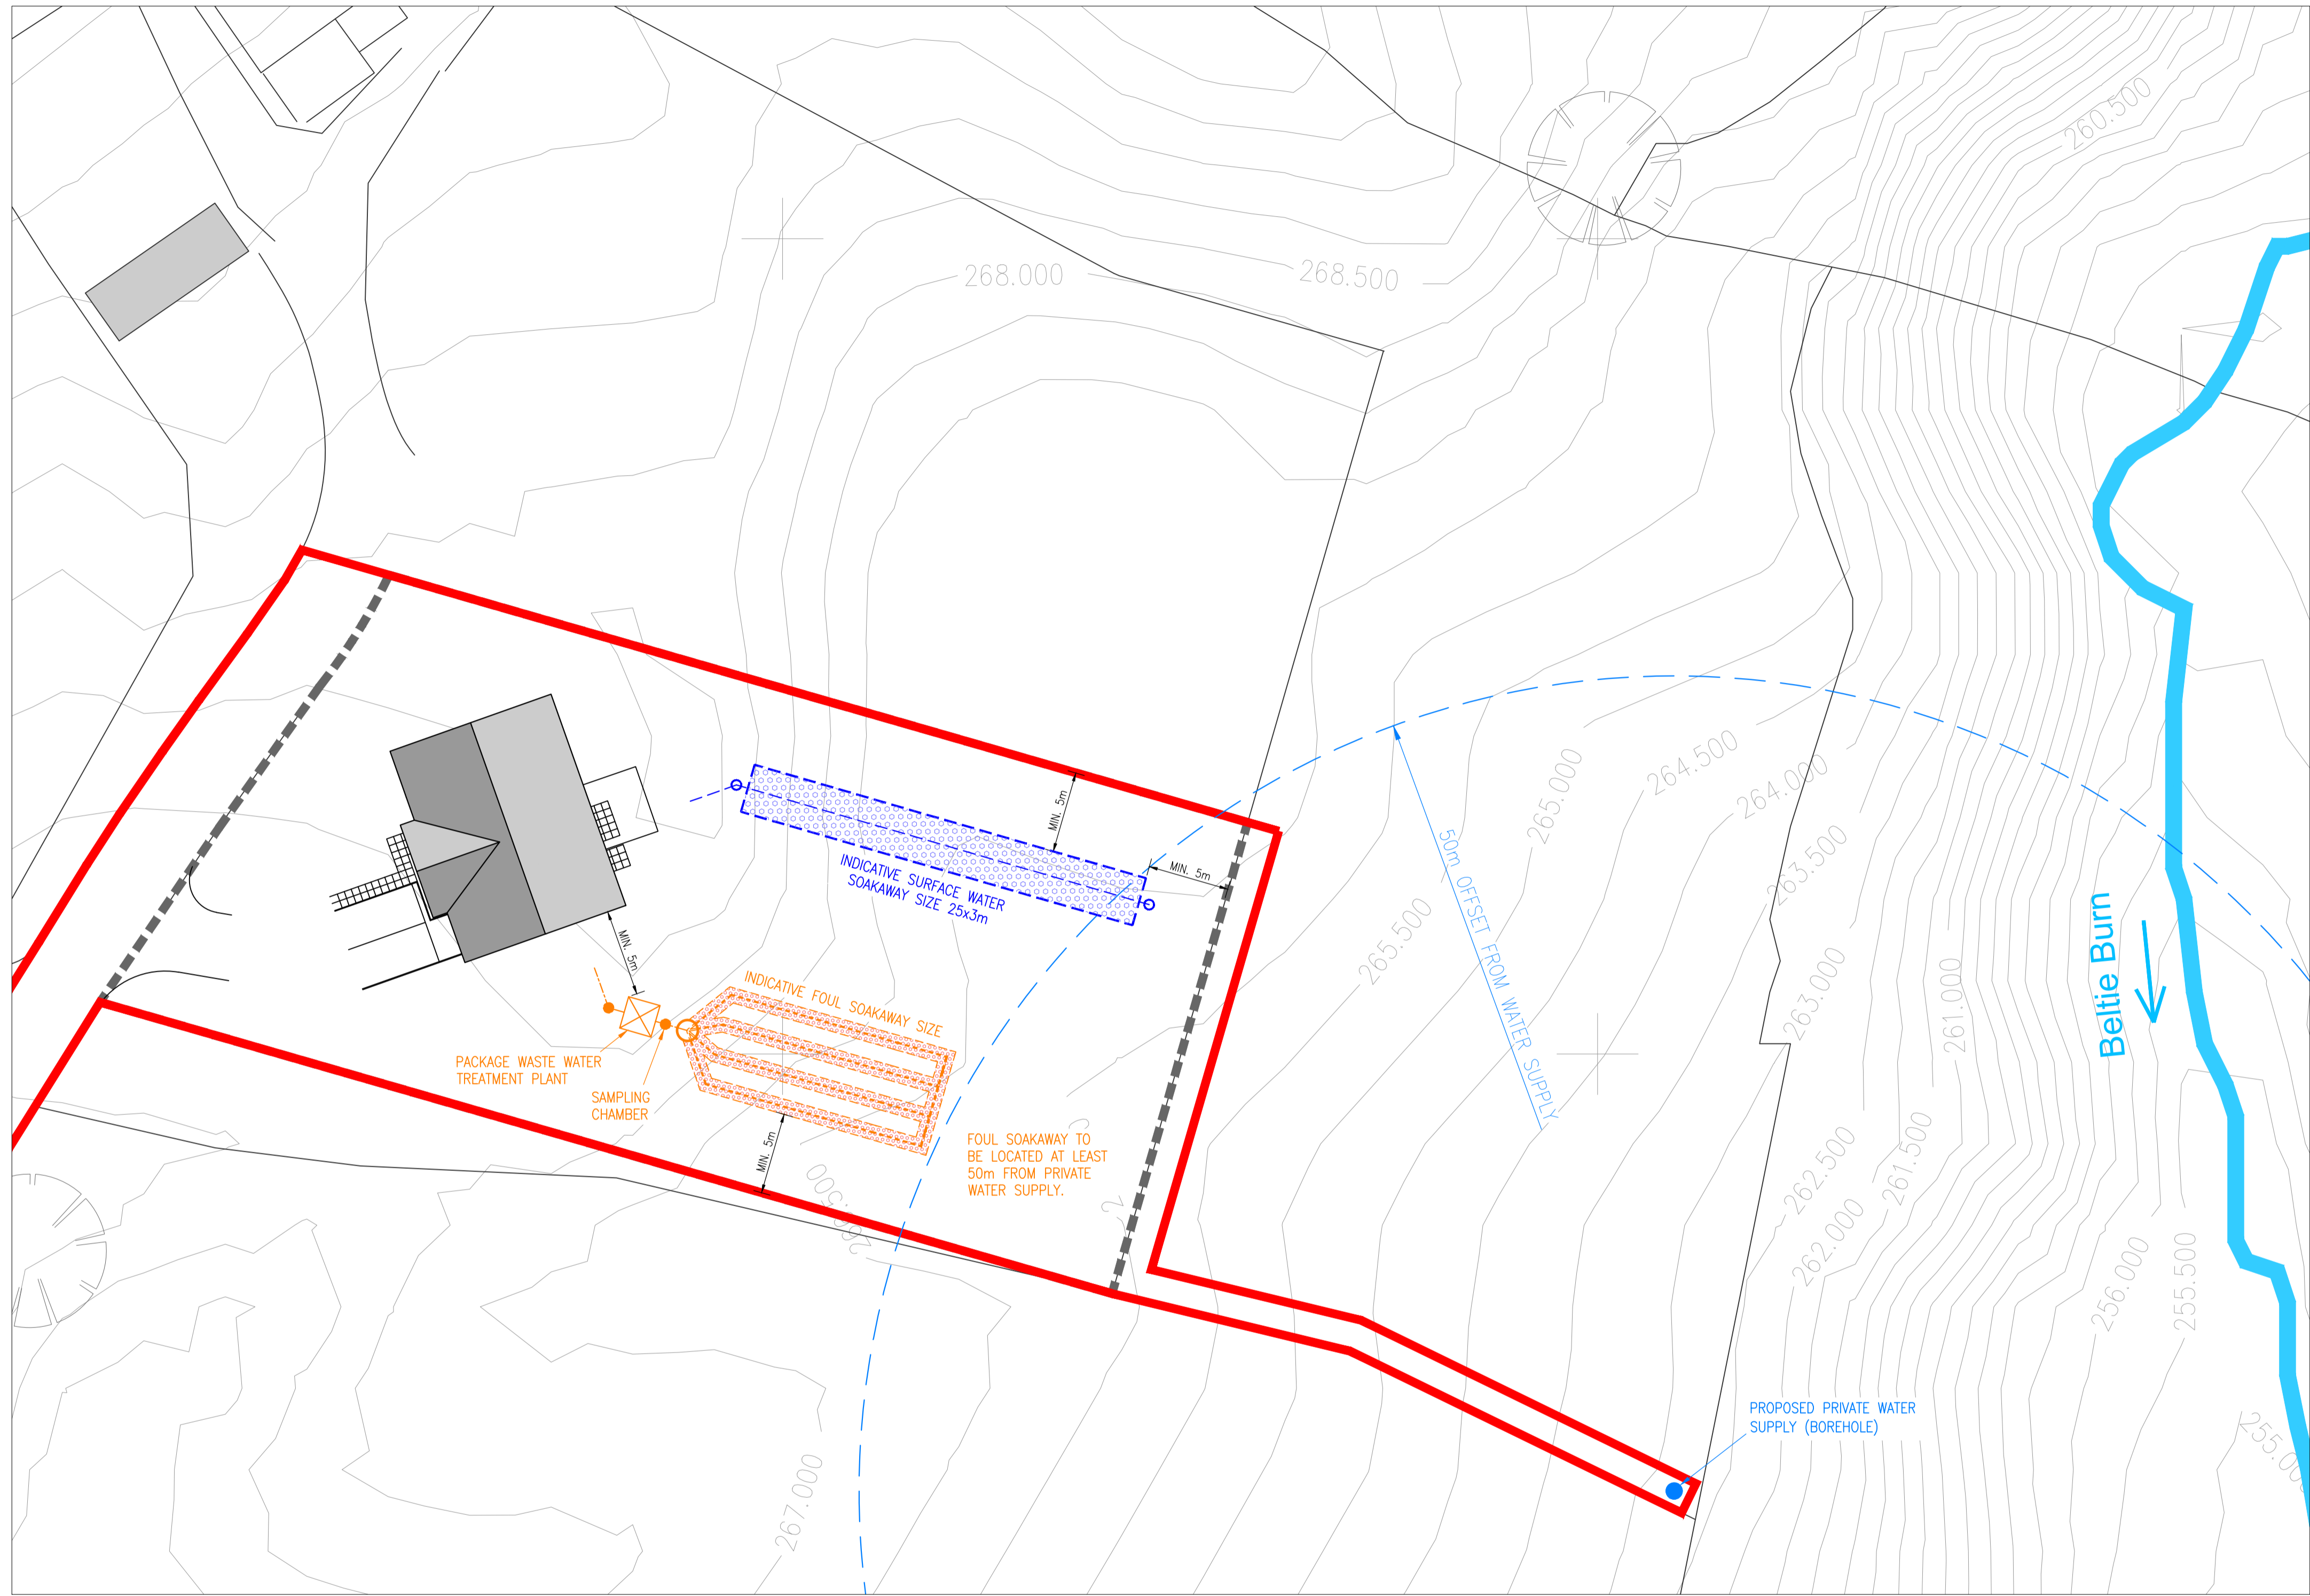 260.500
268.000
268.500
265.000
264.500
264.000
263.500
MIN. 5m
MIN. 5m
INDICATIVE SURFACE WATER
SOAKAWAY SIZE 25x3m
50m OFFSET FROM WATER SUPPLY
265.500
263.000
261.000
Beltie Burn
MIN. 5m
INDICATIVE FOUL SOAKAWAY SIZE
PACKAGE WASTE WATER
TREATMENT PLANT
SAMPLING
CHAMBER
MIN. 5m
FOUL SOAKAWAY TO
BE LOCATED AT LEAST
50m FROM PRIVATE
WATER SUPPLY.
262.500
261.500
262.000
256.000
255.500
PROPOSED PRIVATE WATER
SUPPLY (BOREHOLE)
267.000